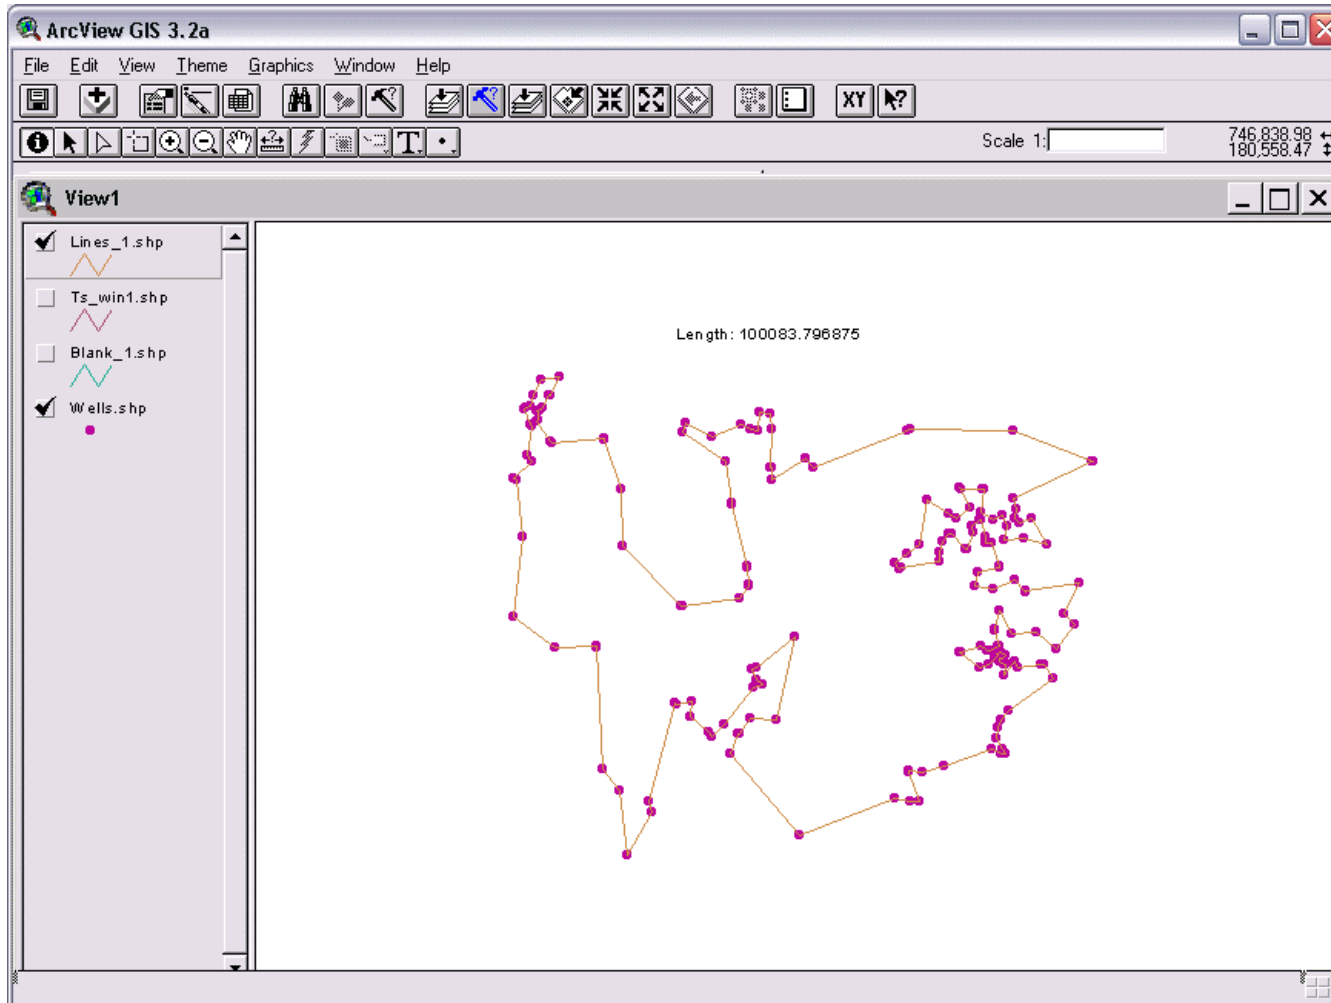 ArcView GIS 3.2a
File Edit View Theme Graphics Window Help
XY ?
T
Scale 1:
746,838.98
180,558.47
View1
Lines_1.shp
Ts_win1.shp
Blank_1.shp
Wells.shp
Length: 100083.796875